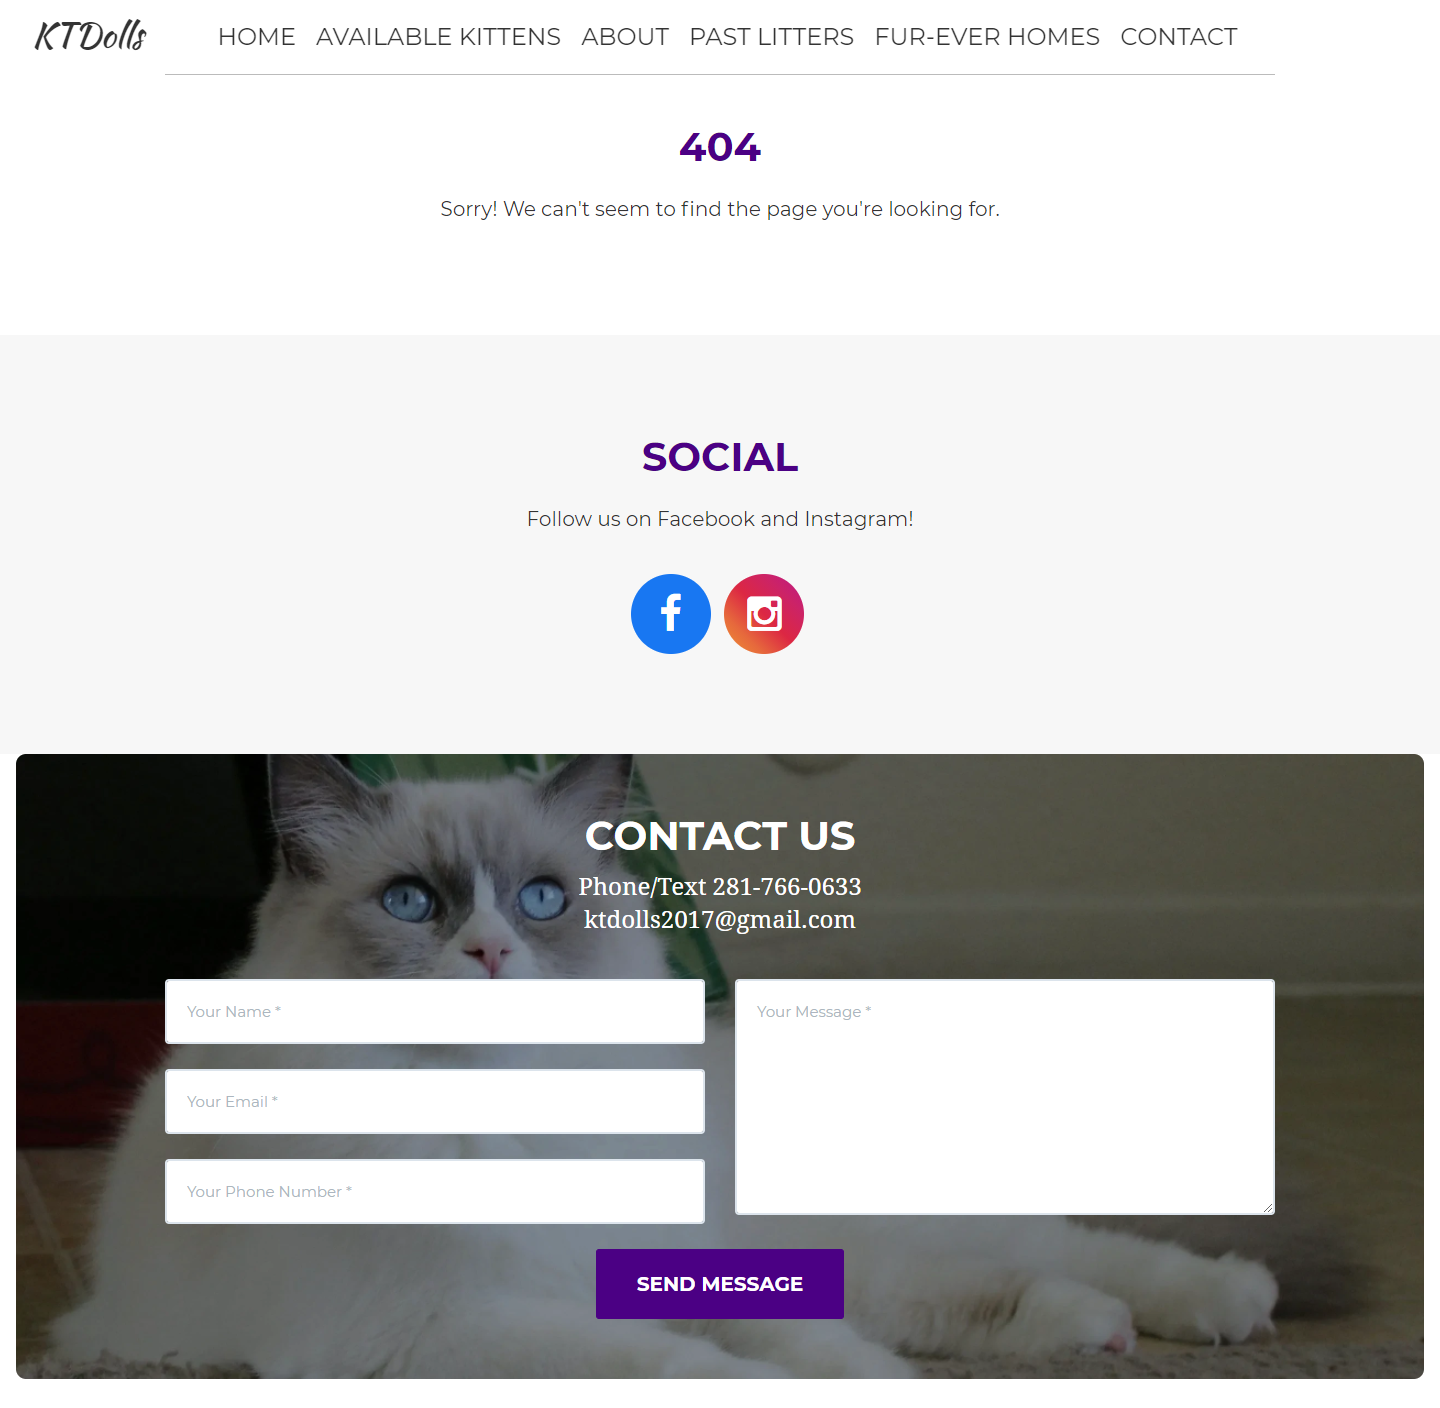 KTDolls
HOME AVAILABLE KITTENS ABOUT PAST LITTERS FUR-EVER HOMES CONTACT
404
Sorry! We can't seem to find the page you're looking for.
SOCIAL
Follow us on Facebook and Instagram!
CONTACT US
Phone/Text 281-766-0633
ktdolls2017@gmail.com
Your Name *
Your Message *
Your Email *
Your Phone Number *
SEND MESSAGE